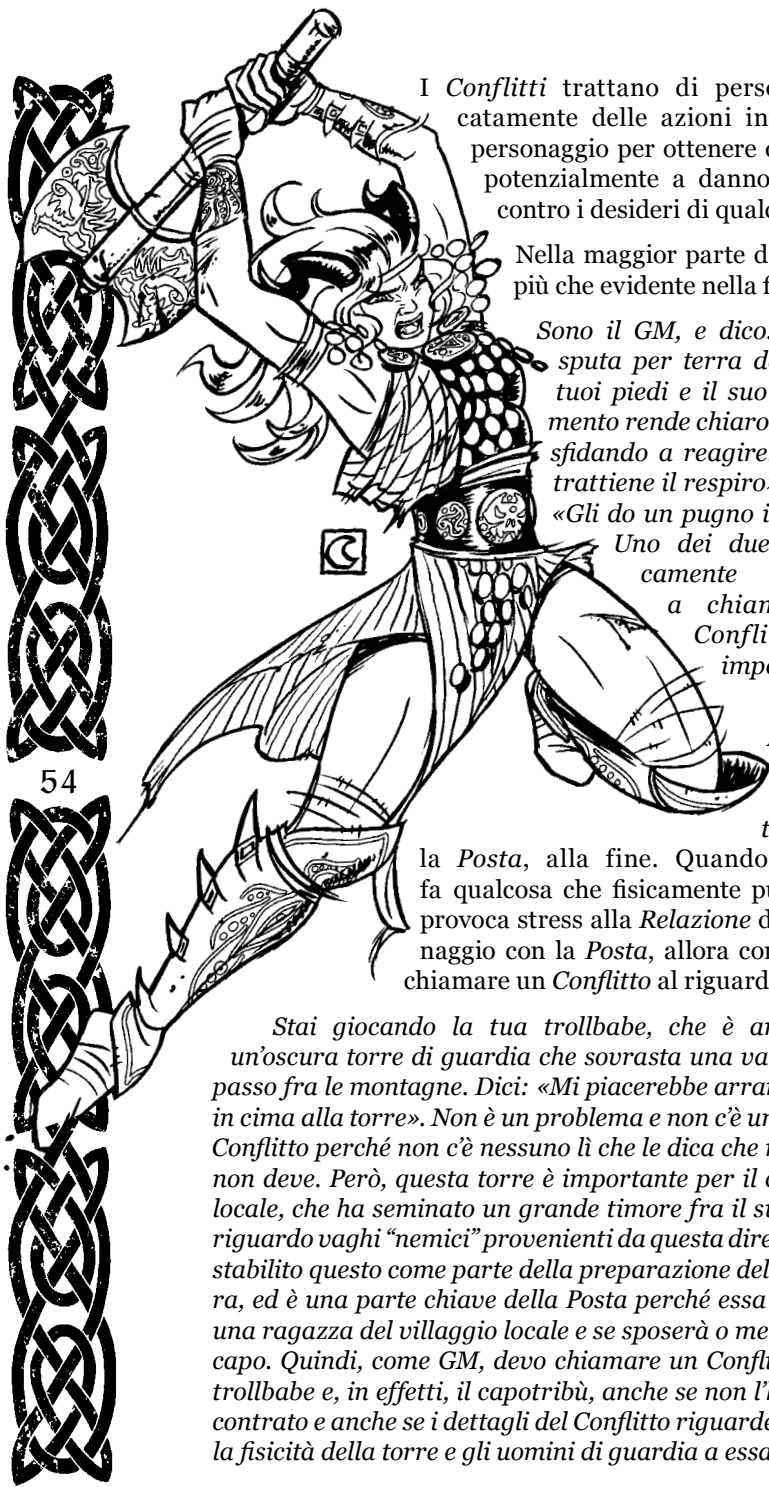 I Conflitti trattano di perso
catamente delle azioni in
personaggio per ottenere
potenzialmente a danno
contro i desideri di qualc
Nella maggior parte d
più che evidente nella f
Sono il GM, e dico
sputa per terra d
tuoi piedi e il suo
mento rende chiaro
sfidando a reagire.
trattiene il respiro»
«Gli do un pugno i
Uno dei due
camente
a chiam
Confli
impo
54
t
la Posta, alla fine. Quando
fa qualcosa che fisicamente pu
provoca stress alla Relazione d
naggio con la Posta, allora con
chiamare un Conflitto al riguard
Stai giocando la tua trollbabe, che è ar
un'oscura torre di guardia che sovrasta una va
passo fra le montagne. Dici: «Mi piacerebbe arran
in cima alla torre». Non è un problema e non c'è un
Conflitto perché non c'è nessuno lì che le dica che n
non deve. Però, questa torre è importante per il c
locale, che ha seminato un grande timore fra il su
riguardo vaghi “nemici” provenienti da questa dire
stabilito questo come parte della preparazione del
ra, ed è una parte chiave della Posta perché essa
una ragazza del villaggio locale e se sposerà o me
capo. Quindi, come GM, devo chiamare un Confli
trollbabe e, in effetti, il capotribù, anche se non l'h
contrato e anche se i dettagli del Conflitto riguarde
la fisicità della torre e gli uomini di guardia a essa